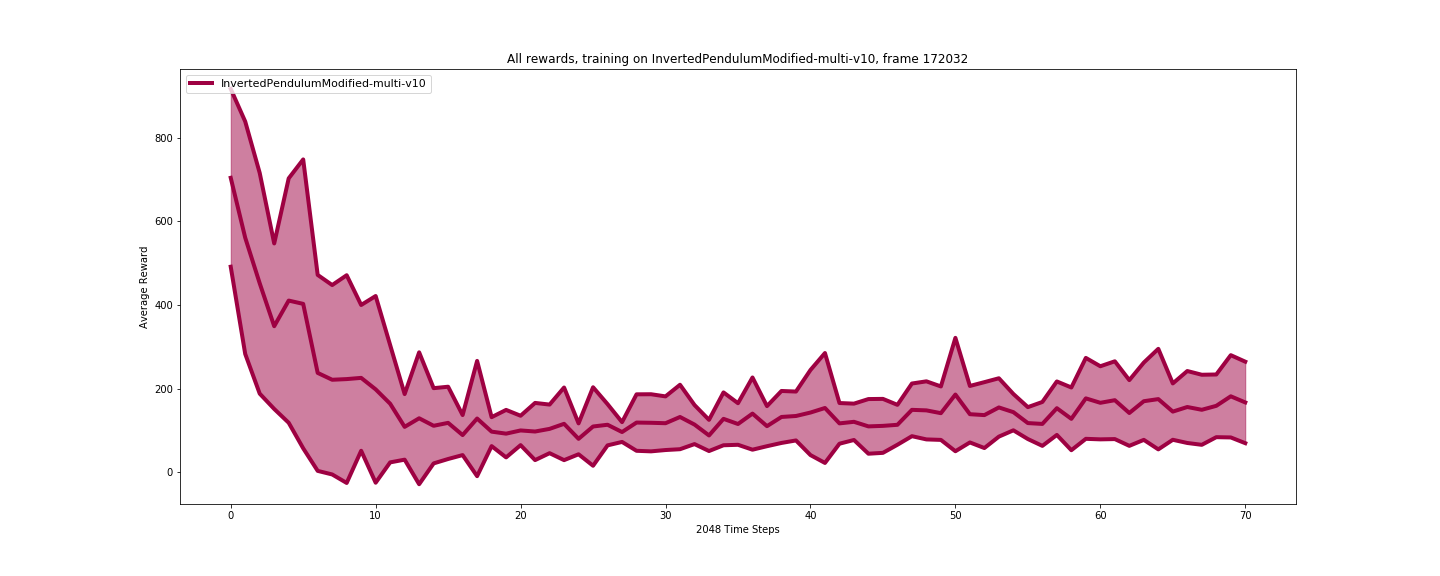 All rewards, training on InvertedPendulumModified-multi-v10, frame 172032
InvertedPendulumModified-multi-v10
Average Reward
800
600
400
200
0
0 10 20 30 40 50 60 70
2048 Time Steps